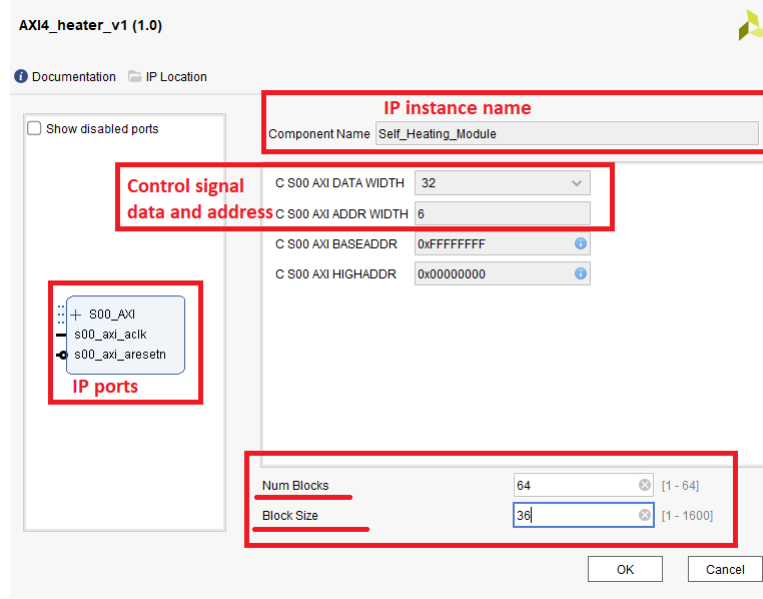 AXI4_heater_v1 (1.0)
Documentation IP Location
IP instance name
Show disabled ports
Component Name Self_Heating_Module
Control signal
data and address
C S00 AXI DATA WIDTH 32
C S00 AXI ADDR WIDTH 6
C S00 AXI BASEADDR 0xFFFFFFFF
C S00 AXI HIGHADDR 0x00000000
S00_AXI
s00_axi_aclk
s00_axi_aresetn
IP ports
Num Blocks 64 [1 - 64]
Block Size 36 [1 - 1600]
OK Cancel